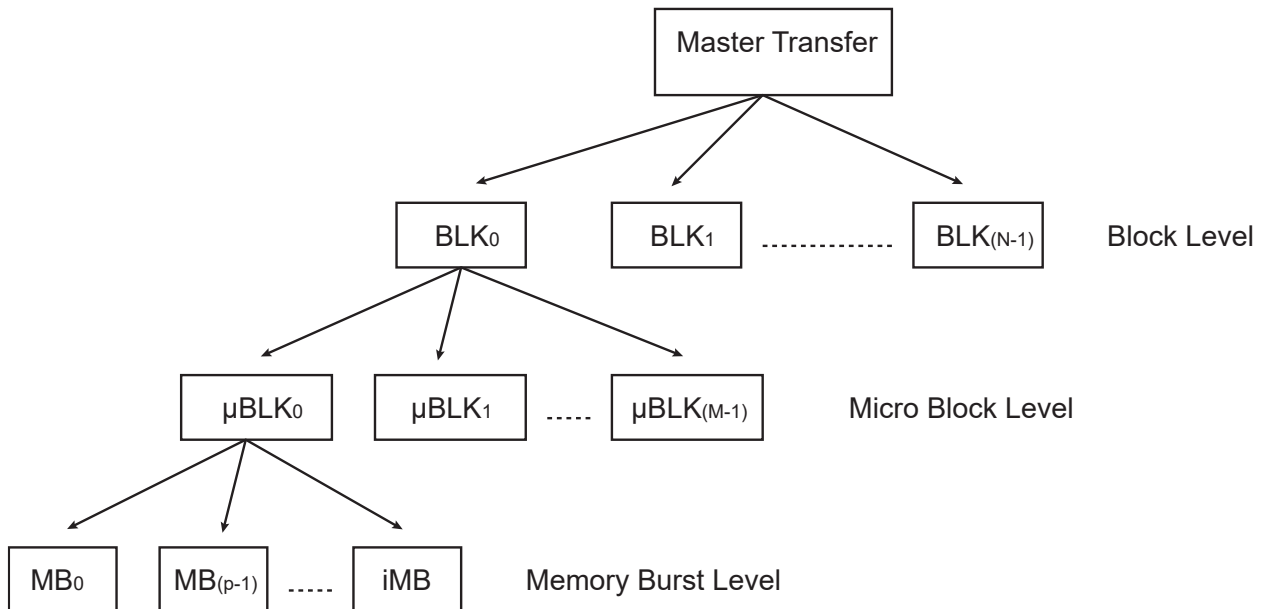 Master Transfer
BLK0 BLK1 BLK(N-1) Block Level
µBLK0 µBLK1 µBLK(M-1) Micro Block Level
MB0 MB(p-1) iMB Memory Burst Level